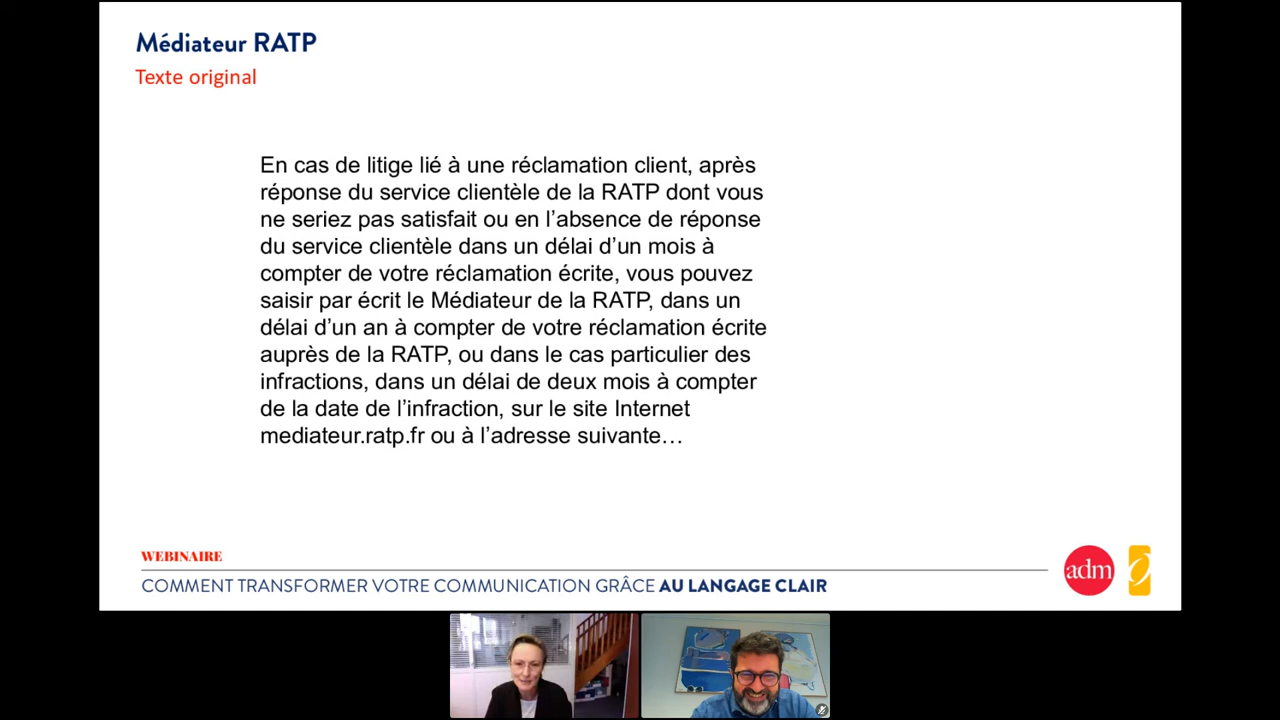 Médiateur RATP
Texte original
En cas de litige lié à une réclamation client, après
réponse du service clientèle de la RATP dont vous
ne seriez pas satisfait ou en l’absence de réponse
du service clientèle dans un délai d’un mois à
compter de votre réclamation écrite, vous pouvez
saisir par écrit le Médiateur de la RATP, dans un
délai d’un an à compter de votre réclamation écrite
auprès de la RATP, ou dans le cas particulier des
infractions, dans un délai de deux mois à compter
de la date de l’infraction, sur le site Internet
mediateur.ratp.fr ou à l’adresse suivante…
WEBINAIRE
COMMENT TRANSFORMER VOTRE COMMUNICATION GRÂCE AU LANGAGE CLAIR
adm